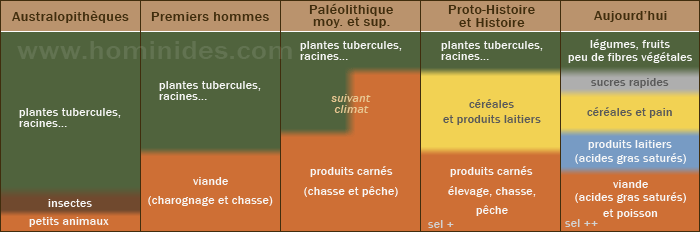 Australopithèques
Premiers hommes
Paléolithique
moy. et sup.
Proto-Histoire
et Histoire
Aujourd'hui
www.hominides.com
plantes tubercules,
racines...
insectes
petits animaux
plantes tubercules,
racines...
viande
(charognage et chasse)
plantes tubercules,
racines...
suivant
climat
produits carnés
(chasse et pêche)
plantes tubercules,
racines...
céréales
et produits laitiers
produits carnés
élevage, chasse,
pêche
sel +
légumes, fruits
peu de fibres végétales
sucres rapides
céréales et pain
produits laitiers
(acides gras saturés)
viande
(acides gras saturés)
et poisson
sel ++